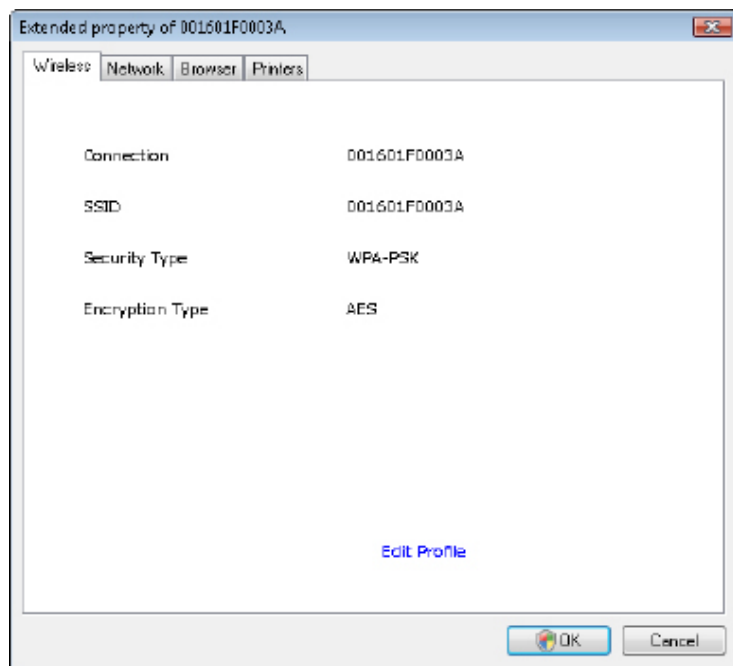 Extended property of 001601F0003A
Wireless Network Browser Printers
Connection 001601F0003A
SSID 001601F0003A
Security Type WPA-PSK
Encryption Type AES
Edit Profile
OK Cancel